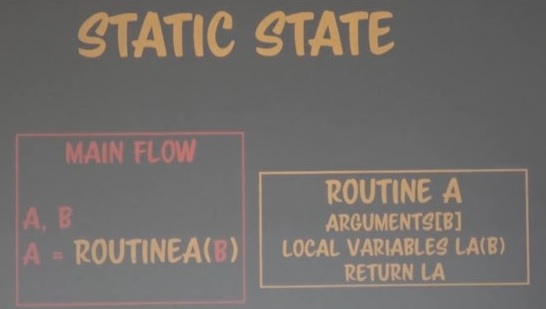 STATIC STATE
MAIN FLOW
A, B
A = ROUTINEA(B)
ROUTINE A
ARGUMENTS[B]
LOCAL VARIABLES LA(B)
RETURN LA